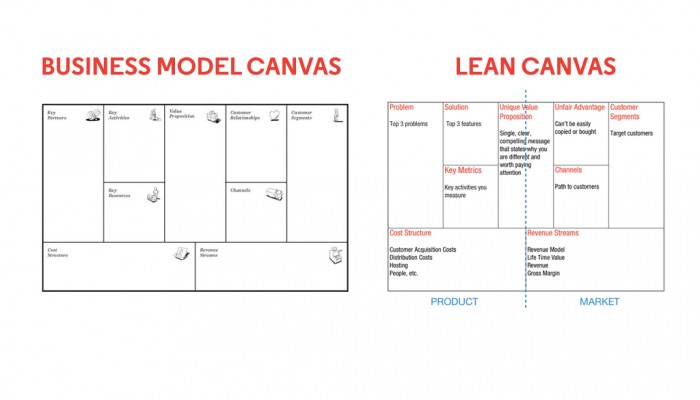 BUSINESS MODEL CANVAS
Key
Partners
Key
Activities
Value
Proposition
Customer
Relationships
Customer
Segments
Key
Resources
Channels
Cost
Structure
Revenue
Streams
LEAN CANVAS
Problem
Top 3 problems
Solution
Top 3 features
Key Metrics
Key activities you
measure
Unique Value
Proposition
Single, clear,
compelling message
that states why you
are different and
worth paying
attention
Unfair Advantage
Can't be easily
copied or bought
Channels
Path to customers
Customer
Segments
Target customers
Cost Structure
Customer Acquisition Costs
Distribution Costs
Hosting
People, etc.
Revenue Streams
Revenue Model
Life Time Value
Revenue
Gross Margin
PRODUCT
MARKET